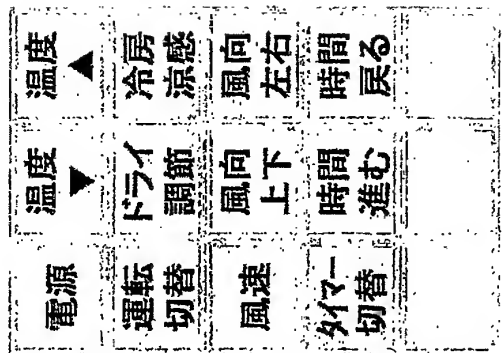 電源
温度
▼
温度
▲
運転
切替
ドライ
調節
冷房
涼感
風速
風向
上下
風向
左右
タイマー
切替
時間
進む
時間
戻る